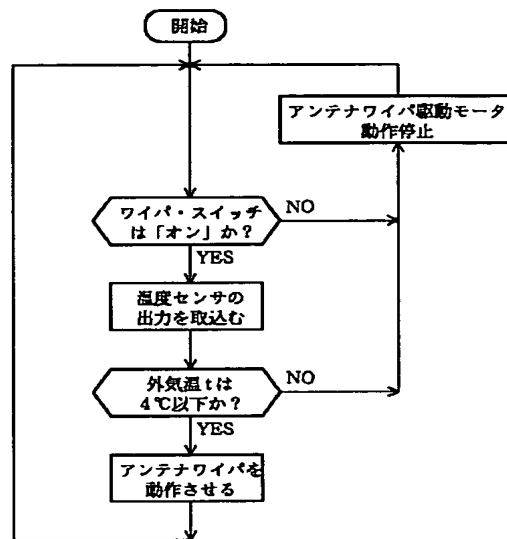 開始
アンテナワイパ駆動モータ
動作停止
ワイパ・スイッチ
は「オン」か？
NO
YES
温度センサの
出力を取込む
外気温tは
4℃以下か？
NO
YES
アンテナワイパを
動作させる